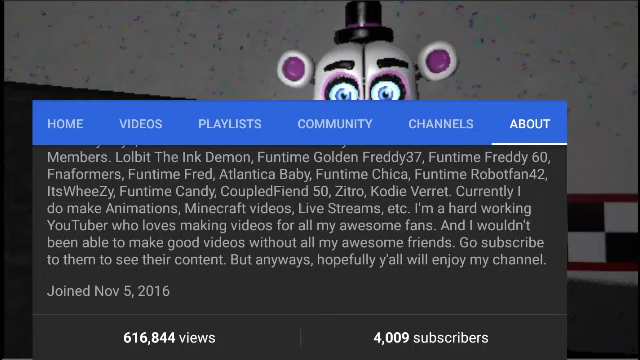 HOME VIDEOS PLAYLISTS COMMUNITY CHANNELS ABOUT
Members. Lolbit The Ink Demon, Funtime Golden Freddy37, Funtime Freddy 60,
Fnaformers, Funtime Fred, Atlantica Baby, Funtime Chica, Funtime Robotfan42,
ItsWheeZy, Funtime Candy, CoupledFiend 50, Zitro, Kodie Verret. Currently I
do make Animations, Minecraft videos, Live Streams, etc. I'm a hard working
YouTuber who loves making videos for all my awesome fans. And I wouldn't
been able to make good videos without all my awesome friends. Go subscribe
to them to see their content. But anyways, hopefully y'all will enjoy my channel.
Joined Nov 5, 2016
616,844 views 4,009 subscribers